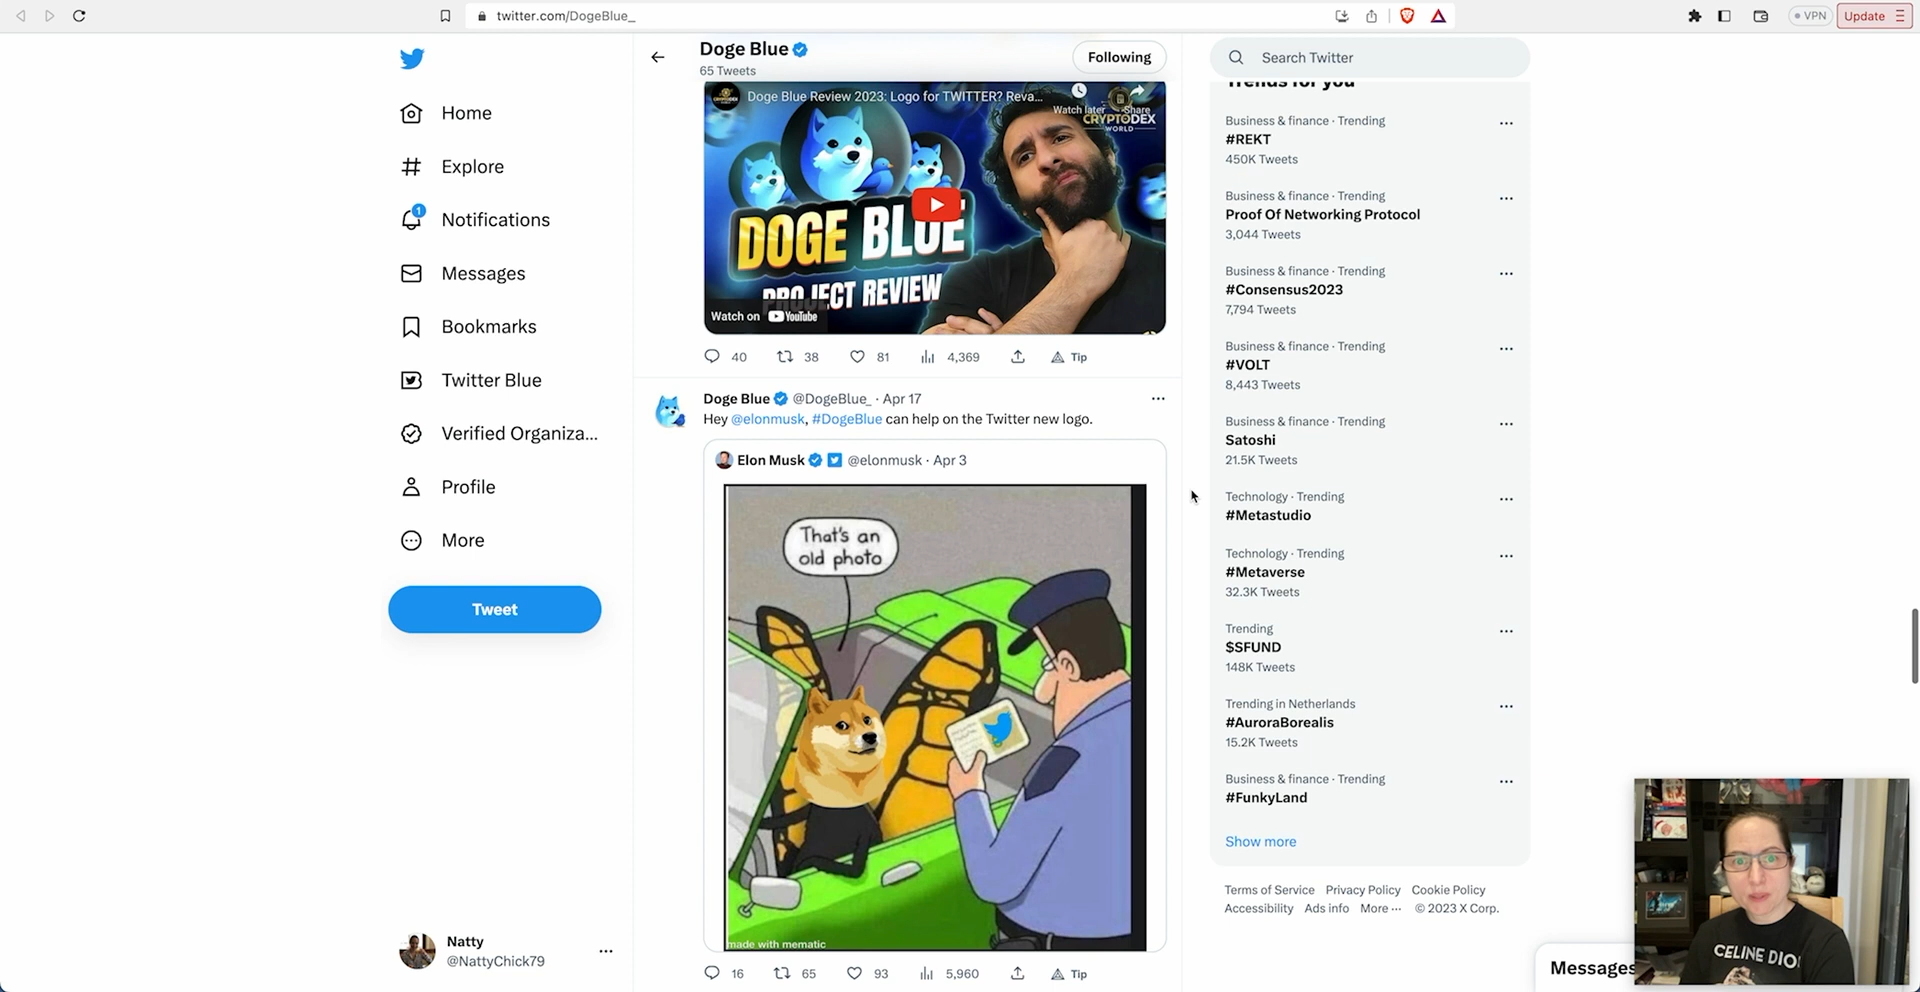 twitter.com/DogeBlue_
VPN
Update
Home
Explore
1
Notifications
Messages
Bookmarks
Twitter Blue
Verified Organiza...
Profile
More
Tweet
Natty
@NattyChick79
Doge Blue
65 Tweets
Following
Doge Blue Review 2023: Logo for TWITTER? Reva...
Watch later
Share
CRYPTODEX
WORLD
DOGE BLUE
PROJECT REVIEW
Watch on YouTube
40 38 81 4,369 Tip
Doge Blue @DogeBlue_ · Apr 17
Hey @elonmusk, #DogeBlue can help on the Twitter new logo.
Elon Musk @elonmusk · Apr 3
That's an
old photo
made with mematic
16 65 93 5,960 Tip
Search Twitter
Trends for you
Business & finance · Trending
#REKT
450K Tweets
Business & finance · Trending
Proof Of Networking Protocol
3,044 Tweets
Business & finance · Trending
#Consensus2023
7,794 Tweets
Business & finance · Trending
#VOLT
8,443 Tweets
Business & finance · Trending
Satoshi
21.5K Tweets
Technology · Trending
#Metastudio
Technology · Trending
#Metaverse
32.3K Tweets
Trending
$SFUND
148K Tweets
Trending in Netherlands
#AuroraBorealis
15.2K Tweets
Business & finance · Trending
#FunkyLand
Show more
Terms of Service Privacy Policy Cookie Policy
Accessibility Ads info More ··· © 2023 X Corp.
Messages
CELINE DIO